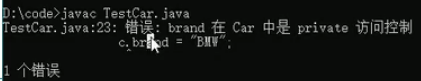 D:\code>javac TestCar.java
TestCar.java:23: 错误: brand 在 Car 中是 private 访问控制
c.brand = "BMW";
^
1 个错误